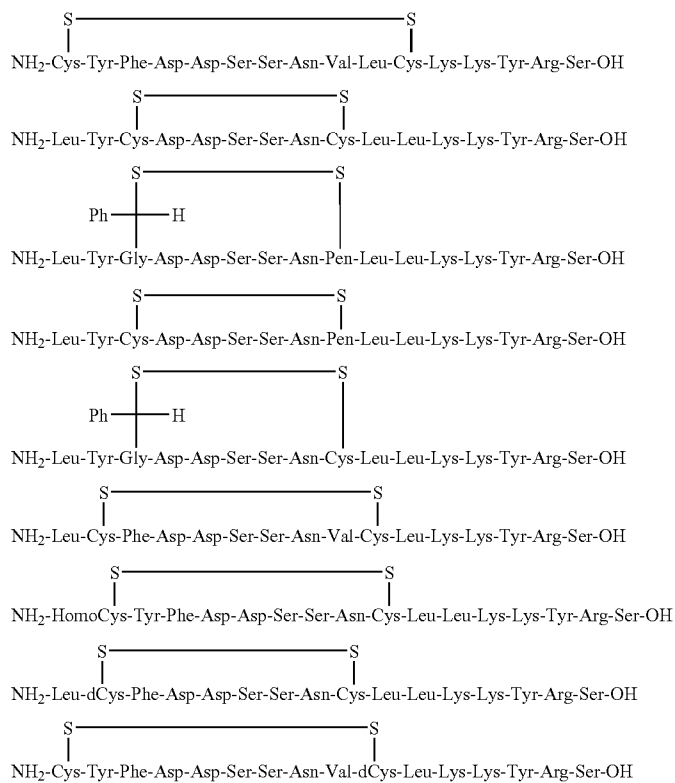 S S
NH2-Cys-Tyr-Phe-Asp-Asp-Ser-Ser-Asn-Val-Leu-Cys-Lys-Lys-Tyr-Arg-Ser-OH
S S
NH2-Leu-Tyr-Cys-Asp-Asp-Ser-Ser-Asn-Cys-Leu-Leu-Lys-Lys-Tyr-Arg-Ser-OH
S S
Ph H
NH2-Leu-Tyr-Gly-Asp-Asp-Ser-Ser-Asn-Pen-Leu-Leu-Lys-Lys-Tyr-Arg-Ser-OH
S S
NH2-Leu-Tyr-Cys-Asp-Asp-Ser-Ser-Asn-Pen-Leu-Leu-Lys-Lys-Tyr-Arg-Ser-OH
S S
Ph H
NH2-Leu-Tyr-Gly-Asp-Asp-Ser-Ser-Asn-Cys-Leu-Leu-Lys-Lys-Tyr-Arg-Ser-OH
S S
NH2-Leu-Cys-Phe-Asp-Asp-Ser-Ser-Asn-Val-Cys-Leu-Lys-Lys-Tyr-Arg-Ser-OH
S S
NH2-HomoCys-Tyr-Phe-Asp-Asp-Ser-Ser-Asn-Cys-Leu-Leu-Lys-Lys-Tyr-Arg-Ser-OH
S S
NH2-Leu-dCys-Phe-Asp-Asp-Ser-Ser-Asn-Cys-Leu-Leu-Lys-Lys-Tyr-Arg-Ser-OH
S S
NH2-Cys-Tyr-Phe-Asp-Asp-Ser-Ser-Asn-Val-dCys-Leu-Lys-Lys-Tyr-Arg-Ser-OH